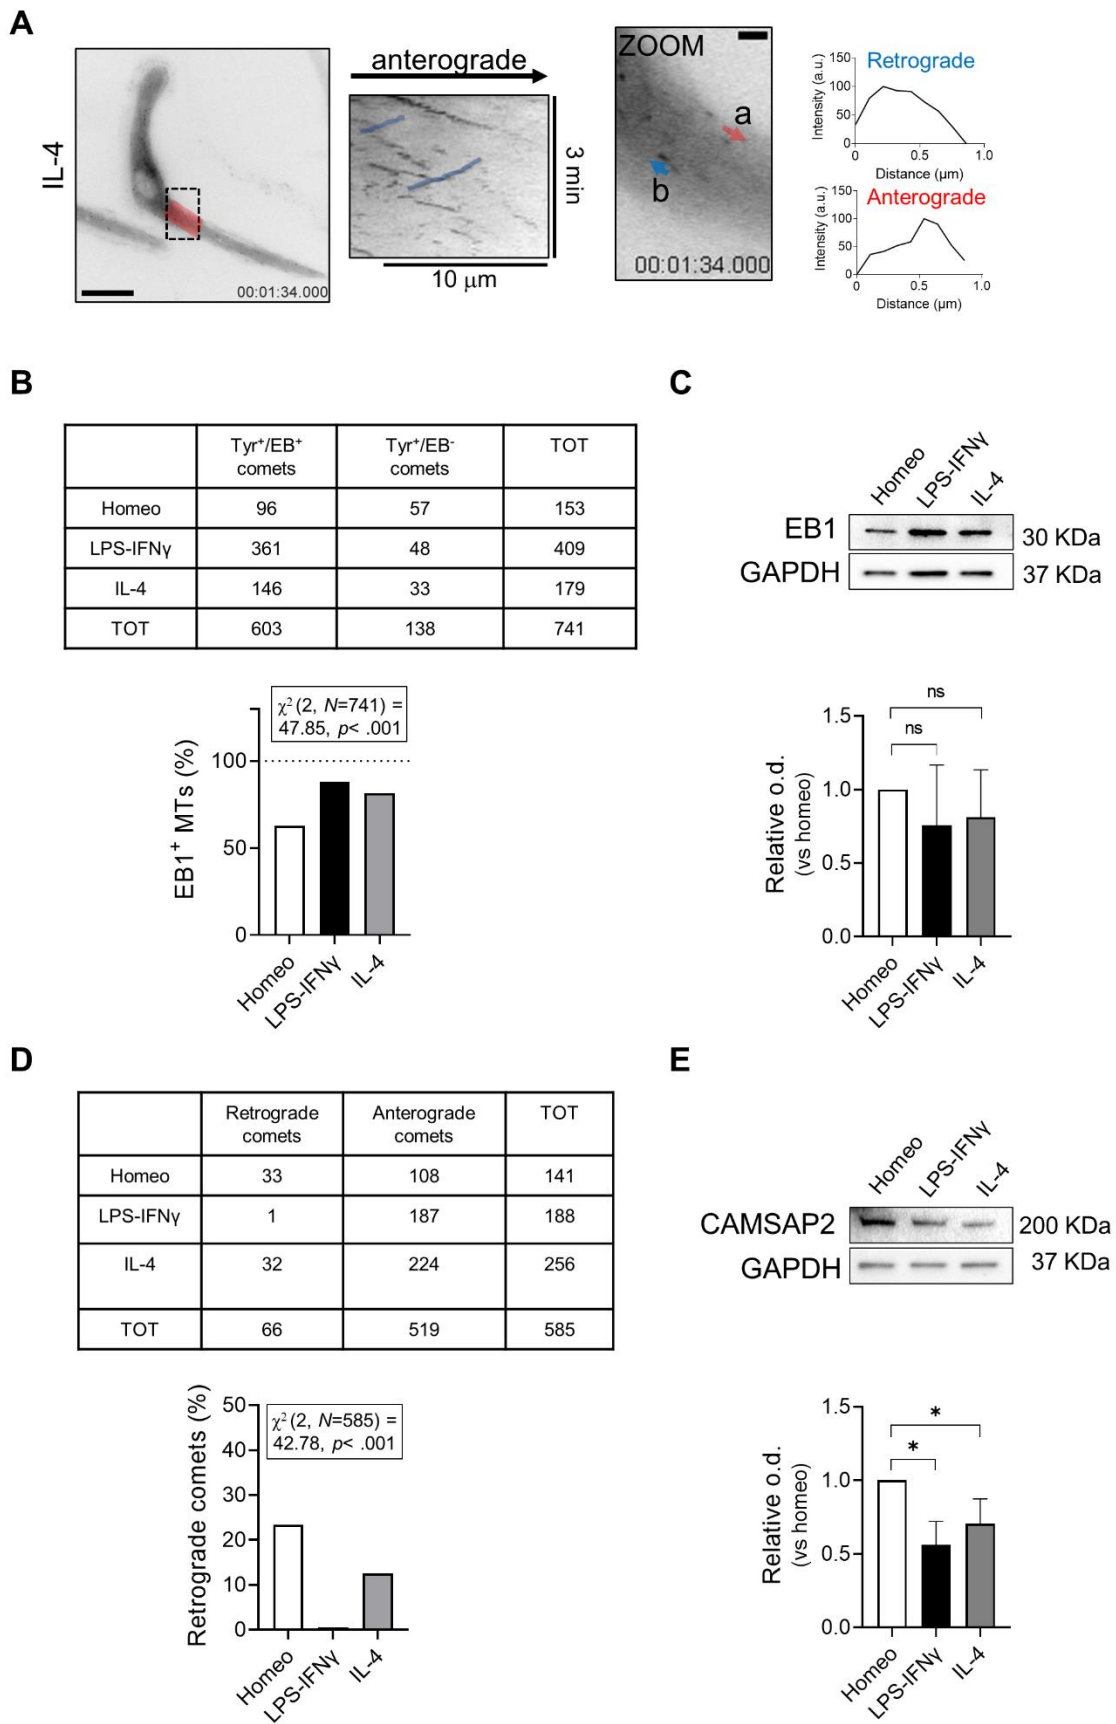 A
IL-4
00:01:34.000
anterograde
3 min
10 μm
ZOOM
a
b
00:01:34.000
Retrograde
Intensity (a.u.)
150
100
50
0
0
0.5
1.0
Distance (μm)
Anterograde
Intensity (a.u.)
150
100
50
0
0
0.5
1.0
Distance (μm)
B
Tyr⁺/EB⁺ comets Tyr⁺/EB⁻ comets TOT
Homeo 96 57 153
LPS-IFNγ 361 48 409
IL-4 146 33 179
TOT 603 138 741
χ² (2, N=741) =
47.85, p< .001
EB1⁺ MTs (%)
100
50
0
Homeo
LPS-IFNγ
IL-4
C
Homeo
LPS-IFNγ
IL-4
EB1 30 KDa
GAPDH 37 KDa
ns
ns
Relative o.d.
(vs homeo)
1.5
1.0
0.5
0.0
Homeo
LPS-IFNγ
IL-4
D
Retrograde comets Anterograde comets TOT
Homeo 33 108 141
LPS-IFNγ 1 187 188
IL-4 32 224 256
TOT 66 519 585
χ² (2, N=585) =
42.78, p< .001
Retrograde comets (%)
50
40
30
20
10
0
Homeo
LPS-IFNγ
IL-4
E
Homeo
LPS-IFNγ
IL-4
CAMSAP2 200 KDa
GAPDH 37 KDa
*
*
Relative o.d.
(vs homeo)
1.5
1.0
0.5
0.0
Homeo
LPS-IFNγ
IL-4